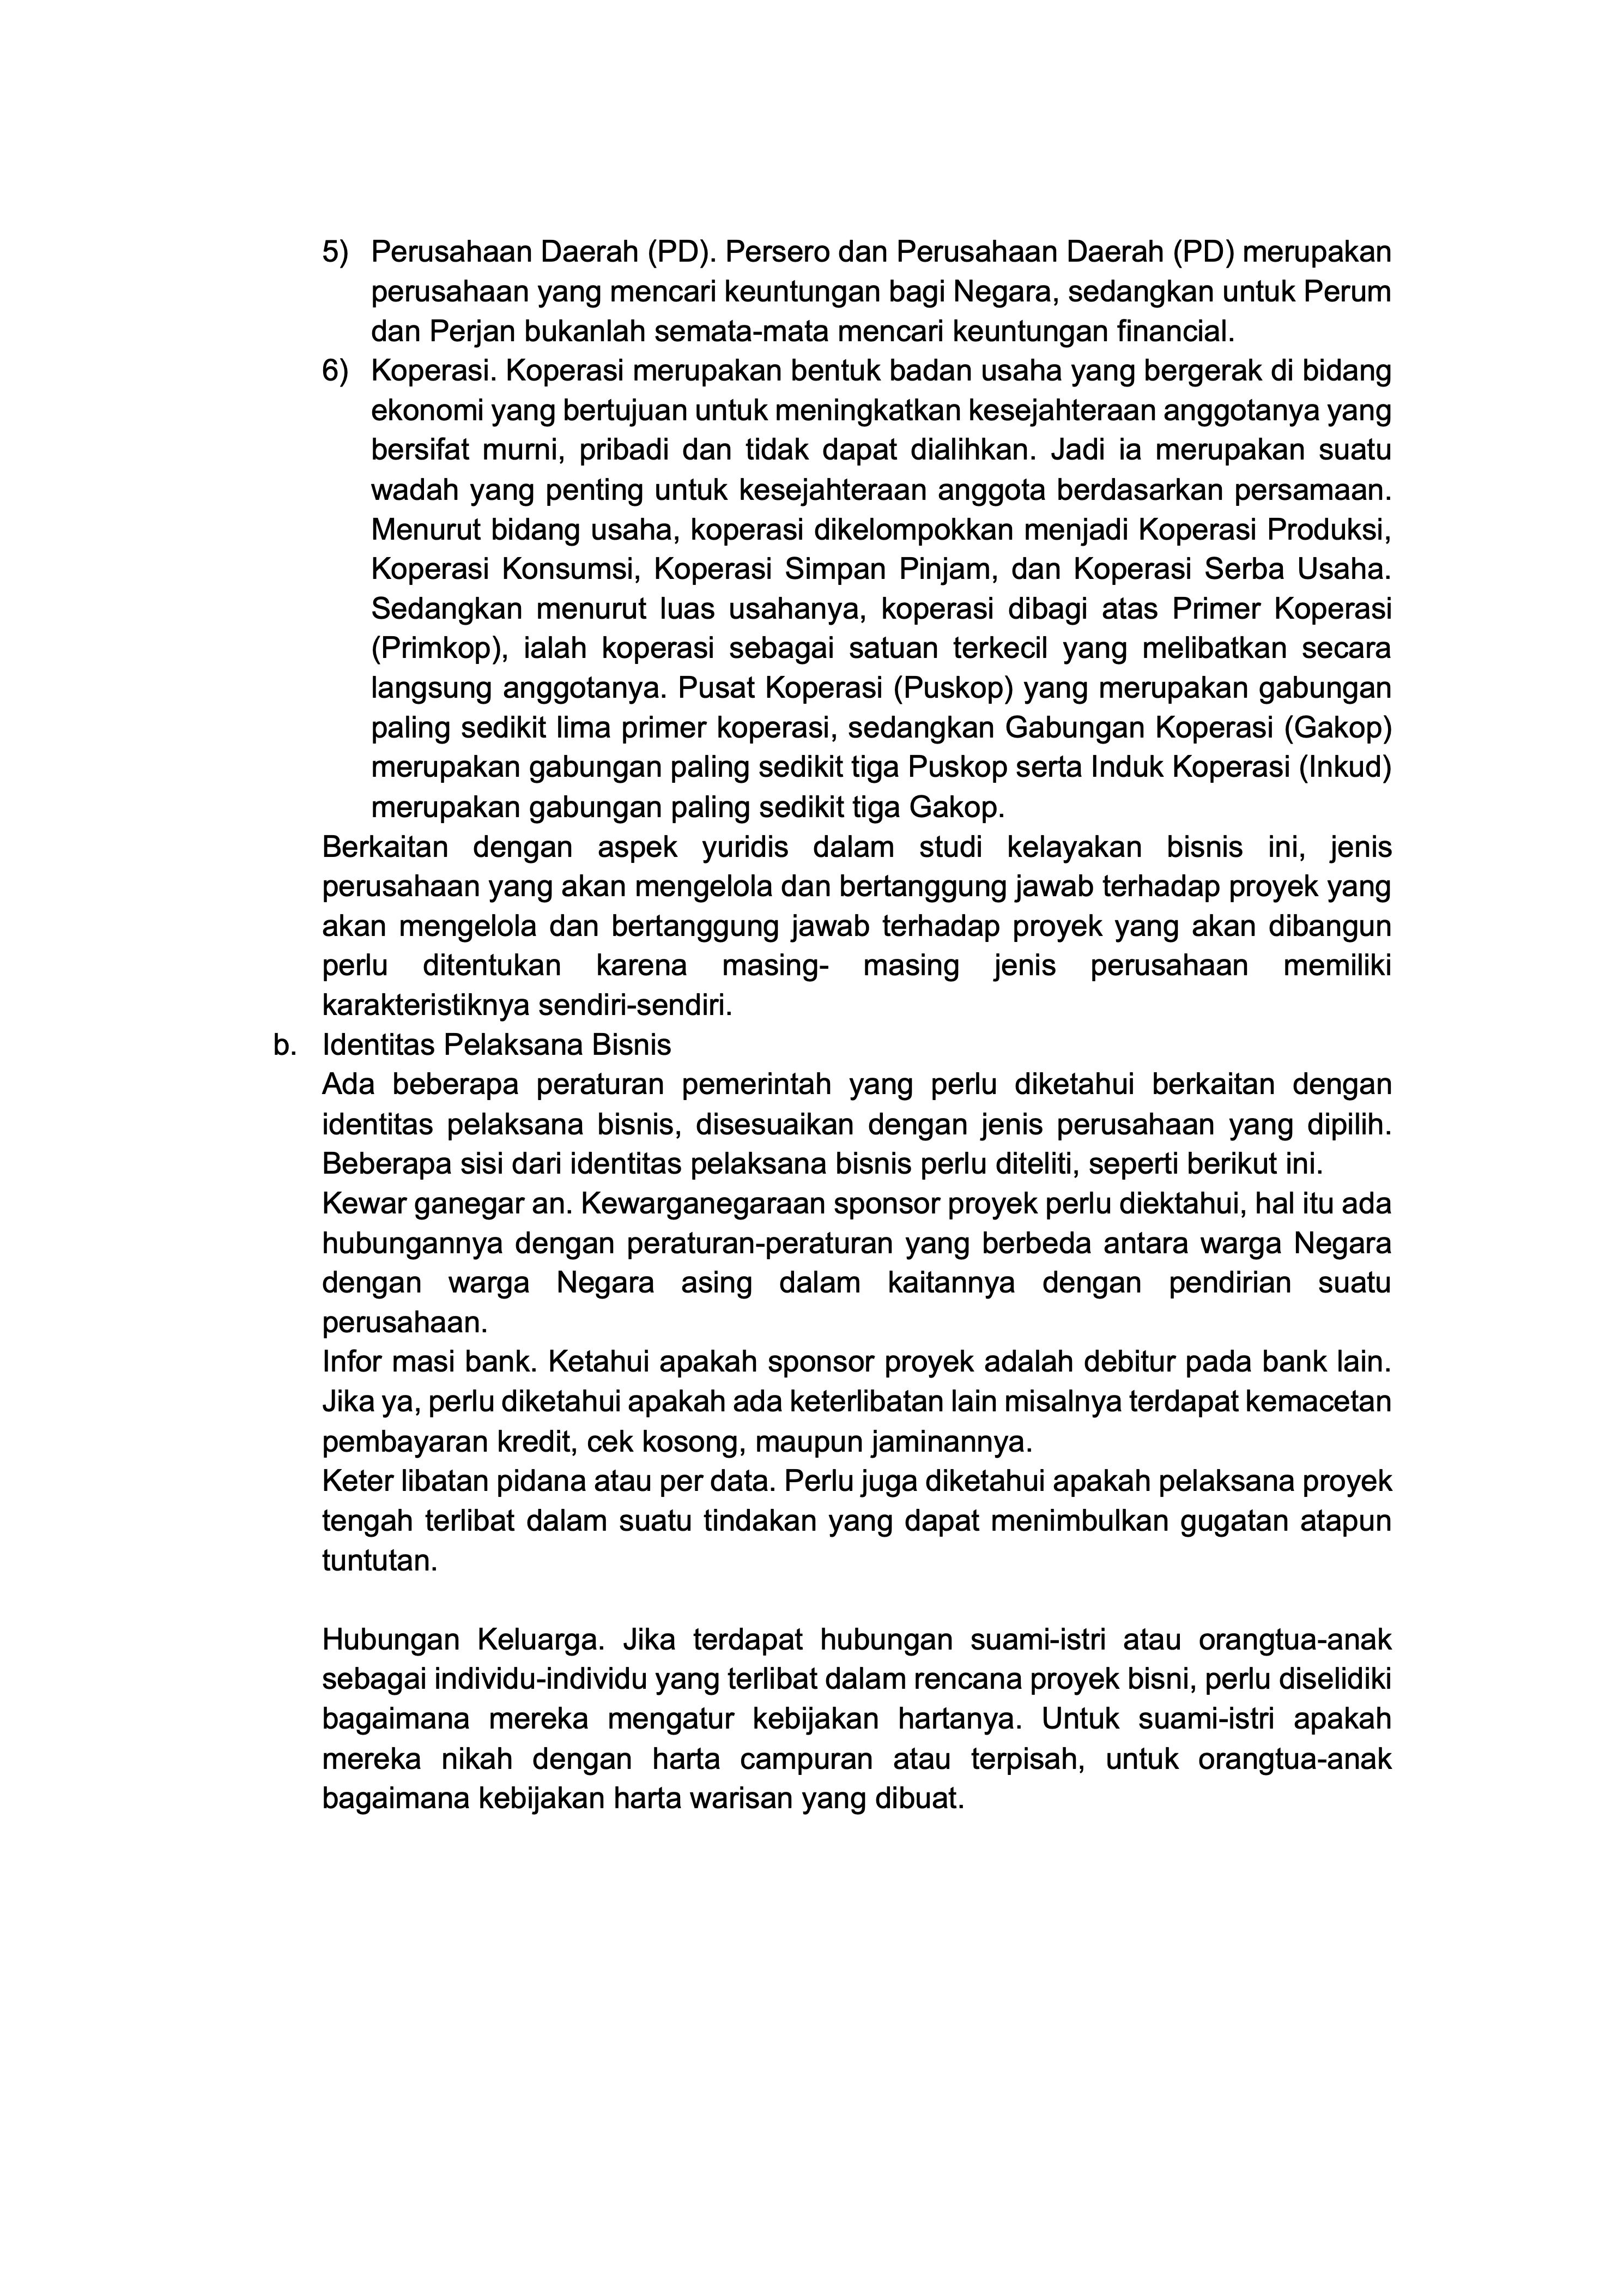 5) Perusahaan Daerah (PD). Persero dan Perusahaan Daerah (PD) merupakan
perusahaan yang mencari keuntungan bagi Negara, sedangkan untuk Perum
dan Perjan bukanlah semata-mata mencari keuntungan financial.
6) Koperasi. Koperasi merupakan bentuk badan usaha yang bergerak di bidang
ekonomi yang bertujuan untuk meningkatkan kesejahteraan anggotanya yang
bersifat murni, pribadi dan tidak dapat dialihkan. Jadi ia merupakan suatu
wadah yang penting untuk kesejahteraan anggota berdasarkan persamaan.
Menurut bidang usaha, koperasi dikelompokkan menjadi Koperasi Produksi,
Koperasi Konsumsi, Koperasi Simpan Pinjam, dan Koperasi Serba Usaha.
Sedangkan menurut luas usahanya, koperasi dibagi atas Primer Koperasi
(Primkop), ialah koperasi sebagai satuan terkecil yang melibatkan secara
langsung anggotanya. Pusat Koperasi (Puskop) yang merupakan gabungan
paling sedikit lima primer koperasi, sedangkan Gabungan Koperasi (Gakop)
merupakan gabungan paling sedikit tiga Puskop serta Induk Koperasi (Inkud)
merupakan gabungan paling sedikit tiga Gakop.
Berkaitan dengan aspek yuridis dalam studi kelayakan bisnis ini, jenis
perusahaan yang akan mengelola dan bertanggung jawab terhadap proyek yang
akan mengelola dan bertanggung jawab terhadap proyek yang akan dibangun
perlu ditentukan karena masing- masing jenis perusahaan memiliki
karakteristiknya sendiri-sendiri.
b. Identitas Pelaksana Bisnis
Ada beberapa peraturan pemerintah yang perlu diketahui berkaitan dengan
identitas pelaksana bisnis, disesuaikan dengan jenis perusahaan yang dipilih.
Beberapa sisi dari identitas pelaksana bisnis perlu diteliti, seperti berikut ini.
Kewar ganegar an. Kewarganegaraan sponsor proyek perlu diektahui, hal itu ada
hubungannya dengan peraturan-peraturan yang berbeda antara warga Negara
dengan warga Negara asing dalam kaitannya dengan pendirian suatu
perusahaan.
Infor masi bank. Ketahui apakah sponsor proyek adalah debitur pada bank lain.
Jika ya, perlu diketahui apakah ada keterlibatan lain misalnya terdapat kemacetan
pembayaran kredit, cek kosong, maupun jaminannya.
Keter libatan pidana atau per data. Perlu juga diketahui apakah pelaksana proyek
tengah terlibat dalam suatu tindakan yang dapat menimbulkan gugatan atapun
tuntutan.
Hubungan Keluarga. Jika terdapat hubungan suami-istri atau orangtua-anak
sebagai individu-individu yang terlibat dalam rencana proyek bisni, perlu diselidiki
bagaimana mereka mengatur kebijakan hartanya. Untuk suami-istri apakah
mereka nikah dengan harta campuran atau terpisah, untuk orangtua-anak
bagaimana kebijakan harta warisan yang dibuat.